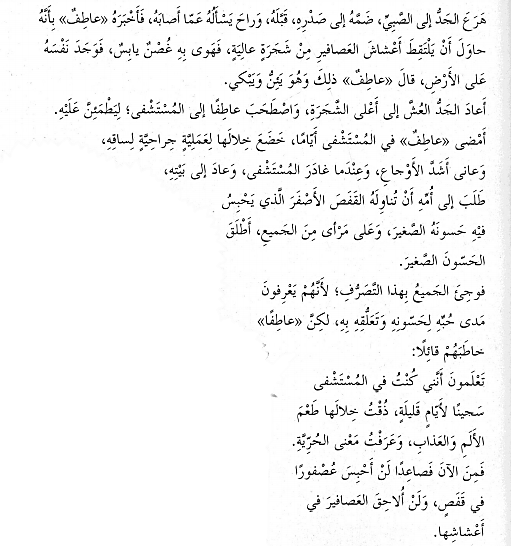 هَرَعَ الجَدُّ إلى الصَّبِيِّ، ضَمَّهُ إلى صَدْرِهِ، قَبَّلَهُ، وَراحَ يَسْأَلُهُ عَمّا أَصابَهُ، فَأَخْبَرَهُ «عاطِفٌ» بِأَنَّهُ
حاوَلَ أَنْ يَلْتَقِطَ أَعْشاشَ العَصافيرِ مِنْ شَجَرَةٍ عالِيَةٍ، فَهَوى بِهِ غُصْنٌ يابِسٌ، فَوَجَدَ نَفْسَهُ
عَلى الأَرْضِ، قالَ «عاطِفٌ» ذلِكَ وَهُوَ يَئِنُّ وَيَبْكي.
أَعادَ الجَدُّ العُشَّ إلى أَعْلى الشَّجَرَةِ، وَاصْطَحَبَ عاطِفًا إلى المُسْتَشْفى؛ لِيَطْمَئِنَّ عَلَيْهِ.
أَمْضى «عاطِفٌ» في المُسْتَشْفى أَيّامًا، خَضَعَ خِلالَها لِعَمَلِيَّةٍ جِراحِيَّةٍ لِساقِهِ،
وَعانى أَشَدَّ الأَوْجاعِ، وَعِنْدَما غادَرَ المُسْتَشْفى، وَعادَ إلى بَيْتِهِ،
طَلَبَ إلى أُمِّهِ أَنْ تُناوِلَهُ القَفَصَ الأَصْفَرَ الَّذي يَحْبِسُ
فيْهِ حَسونَهُ الصَّغيرَ، وَعَلى مَرْأى مِنَ الجَميعِ، أَطْلَقَ
الحَسّونَ الصَّغيرَ.
فوجِئَ الجَميعُ بِهذا التَّصَرُّفِ؛ لأَنَّهُمْ يَعْرِفونَ
مَدى حُبِّهِ لِحَسّونِهِ وَتَعَلُّقِهِ بِهِ، لكِنَّ «عاطِفًا»
خاطَبَهُمْ قائِلًا:
تَعْلَمونَ أَنَّني كُنْتُ في المُسْتَشْفى
سَجينًا لأَيّامٍ قَليلَةٍ، ذُقْتُ خِلالَها طَعْمَ
الأَلَمِ وَالعَذابِ، وَعَرَفْتُ مَعْنى الحُرِّيَّةِ.
فَمِنَ الآنَ فَصاعِدًا لَنْ أَحْبِسَ عُصْفورًا
في قَفَصٍ، وَلَنْ أُلاحِقَ العَصافيرَ في
أَعْشاشِها.